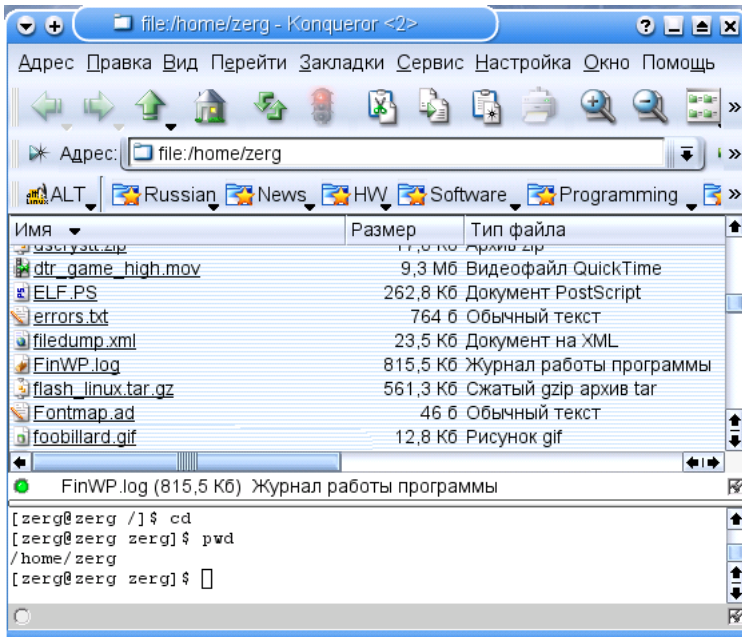 file:/home/zerg - Konqueror <2>
Адрес Правка Вид Перейти Закладки Сервис Настройка Окно Помощь
Адрес: file:/home/zerg
ALT Russian News HW Software Programming
Имя Размер Тип файла
dtr_game_high.mov 9,3 Мб Видеофайл QuickTime
ELF.PS 262,8 Кб Документ PostScript
errors.txt 764 б Обычный текст
filedump.xml 23,5 Кб Документ на XML
FinWP.log 815,5 Кб Журнал работы программы
flash_linux.tar.gz 561,3 Кб Сжатый gzip архив tar
Fontmap.ad 46 б Обычный текст
foobillard.gif 12,8 Кб Рисунок gif
FinWP.log (815,5 Кб) Журнал работы программы
[zerg@zerg /]$ cd
[zerg@zerg zerg]$ pwd
/home/zerg
[zerg@zerg zerg]$